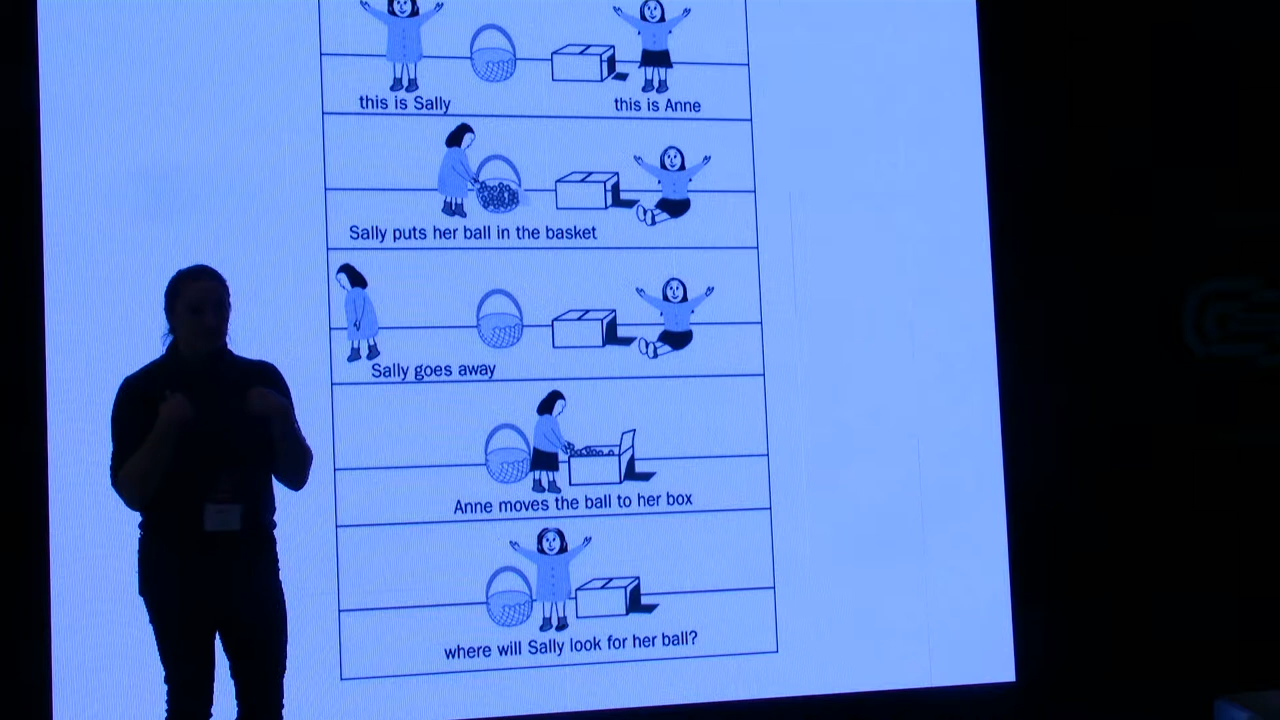 this is Sally
this is Anne
Sally puts her ball in the basket
Sally goes away
Anne moves the ball to her box
where will Sally look for her ball?